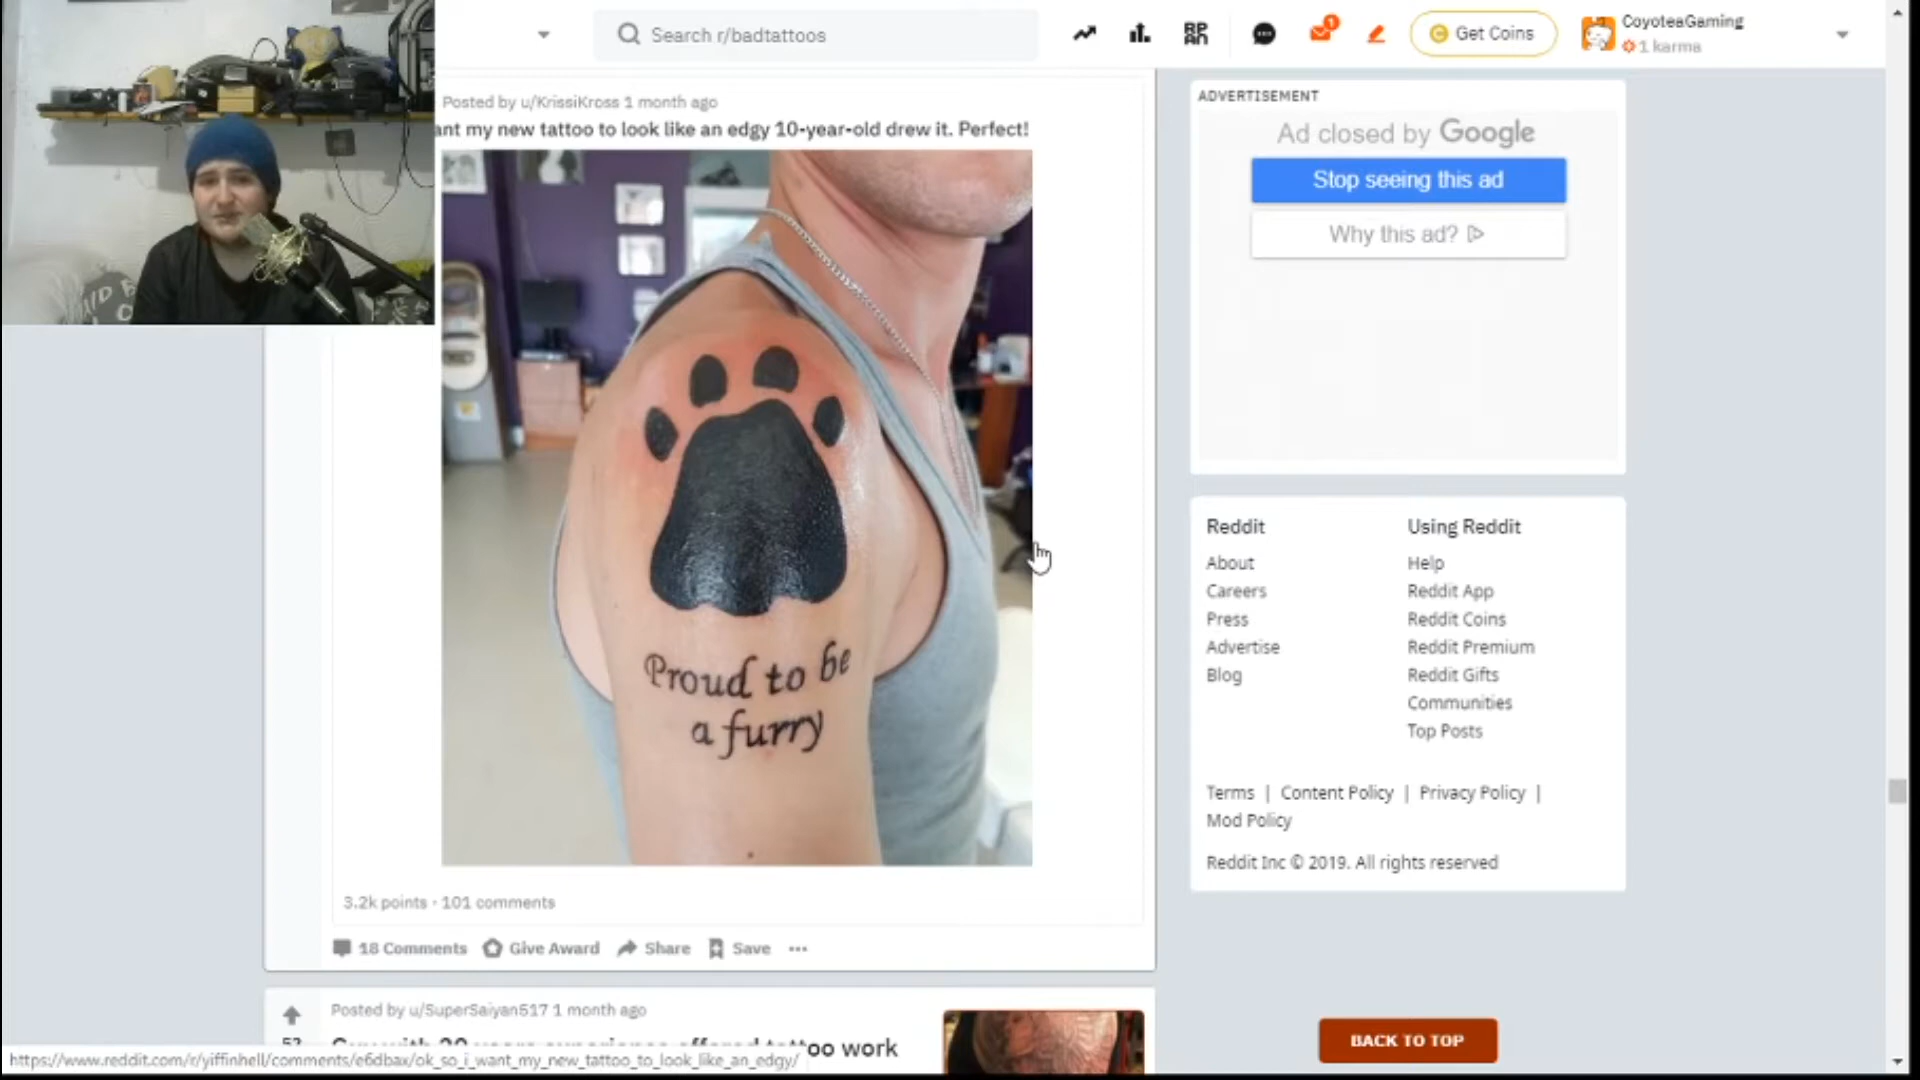 Search r/badtattoos
Get Coins
CoyoteaGaming
1 karma
1
Posted by u/KrissiKross 1 month ago
ant my new tattoo to look like an edgy 10-year-old drew it. Perfect!
Proud to be
a furry
3.2k points · 101 comments
18 Comments
Give Award
Share
Save
Posted by u/SuperSaiyan517 1 month ago
too work
https://www.reddit.com/r/yiffinhell/comments/e6dbax/ok_so_i_want_my_new_tattoo_to_look_like_an_edgy/
ADVERTISEMENT
Ad closed by Google
Stop seeing this ad
Why this ad?
Reddit
Using Reddit
About
Help
Careers
Reddit App
Press
Reddit Coins
Advertise
Reddit Premium
Blog
Reddit Gifts
Communities
Top Posts
Terms | Content Policy | Privacy Policy |
Mod Policy
Reddit Inc © 2019. All rights reserved
BACK TO TOP